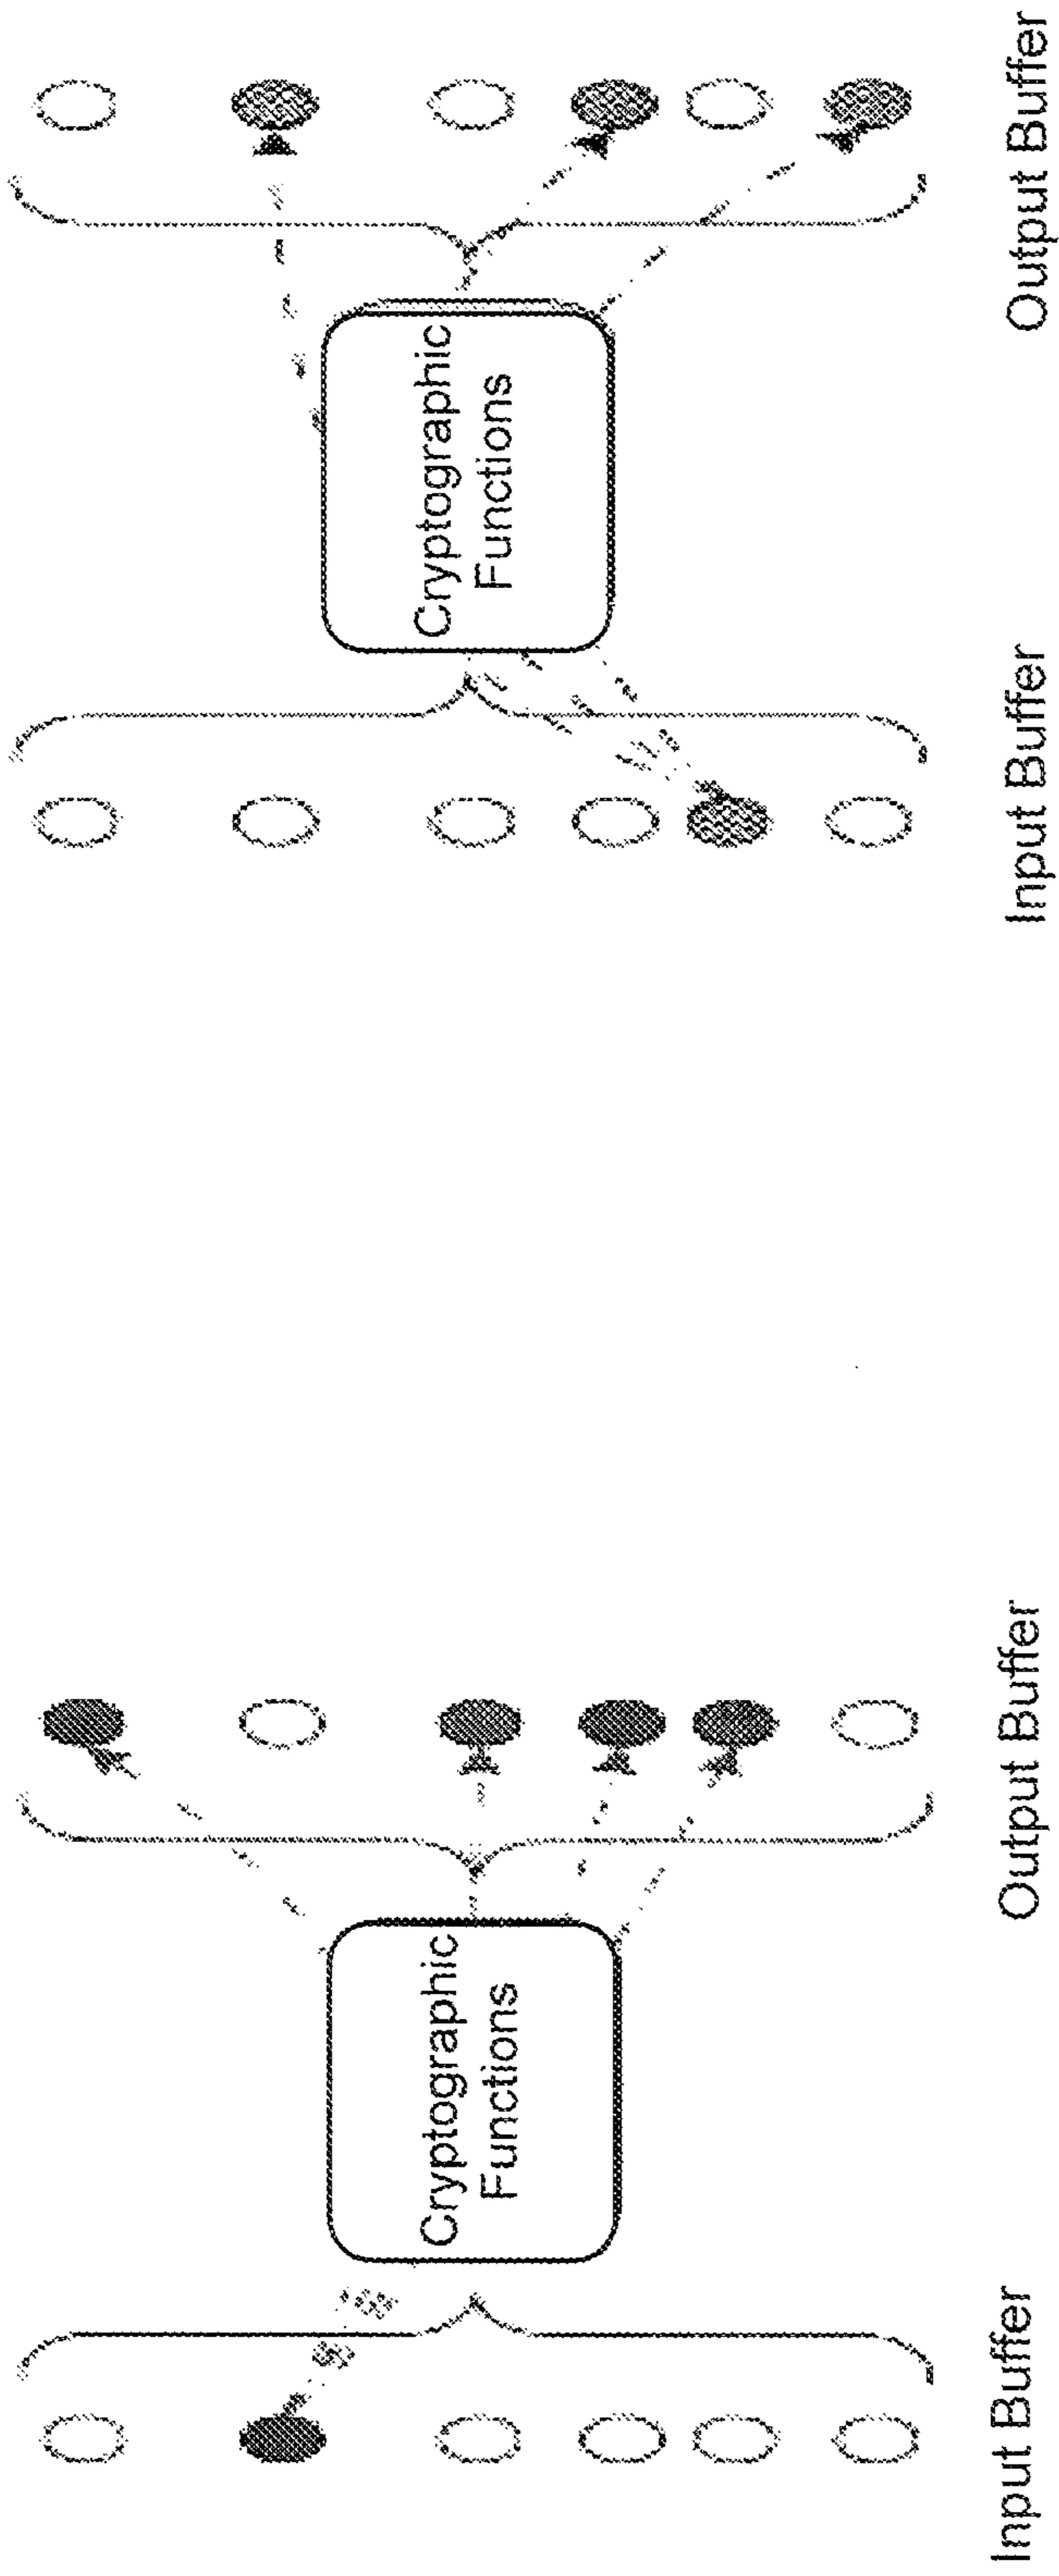 Cryptographic
Functions
Input Buffer
Output Buffer
Cryptographic
Functions
Input Buffer
Output Buffer